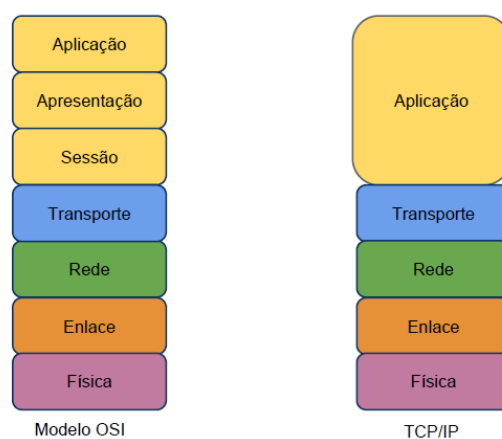 Aplicação
Apresentação
Sessão
Transporte
Rede
Enlace
Física
Modelo OSI
Aplicação
Transporte
Rede
Enlace
Física
TCP/IP